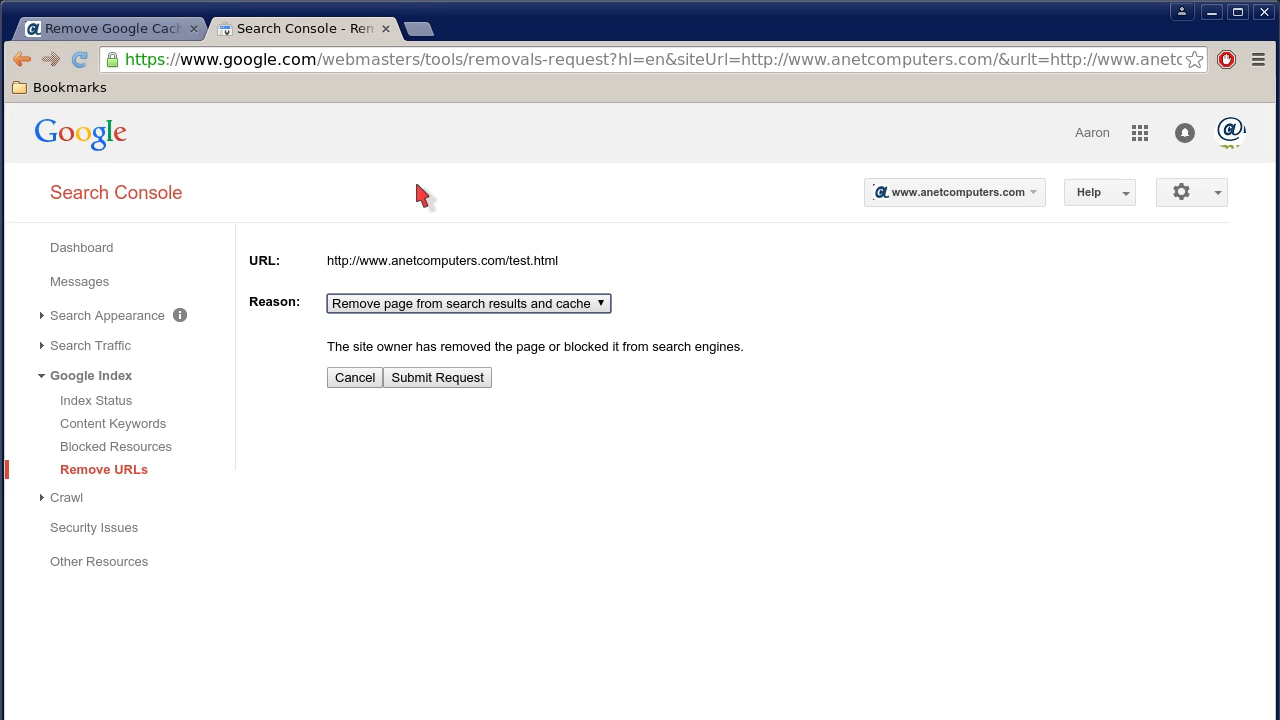 Remove Google Cach
Search Console - Ren
https://www.google.com/webmasters/tools/removals-request?hl=en&siteUrl=http://www.anetcomputers.com/&urlt=http://www.anetc
Bookmarks
Google
Aaron
Search Console
www.anetcomputers.com
Help
Dashboard
Messages
Search Appearance i
Search Traffic
Google Index
Index Status
Content Keywords
Blocked Resources
Remove URLs
Crawl
Security Issues
Other Resources
URL: http://www.anetcomputers.com/test.html
Reason: Remove page from search results and cache
The site owner has removed the page or blocked it from search engines.
Cancel Submit Request